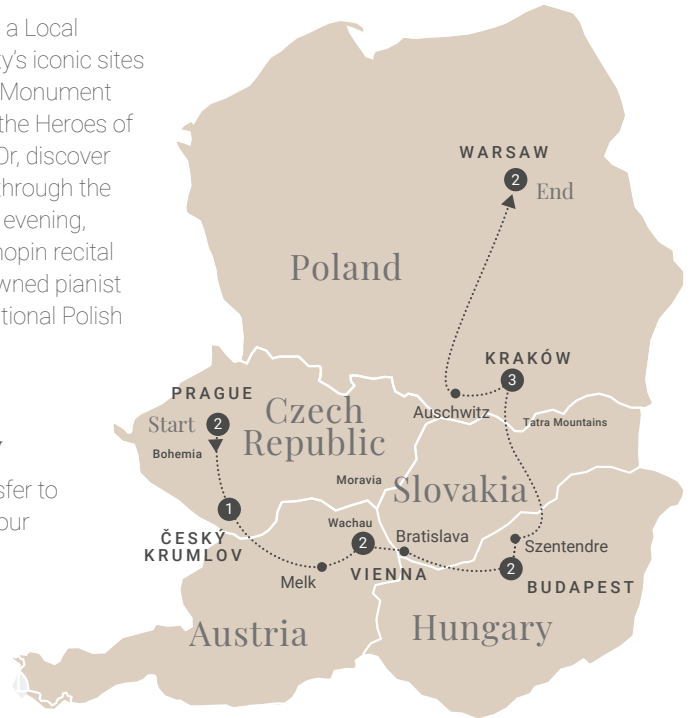 a Local
y's iconic sites
Monument
the Heroes of
Or, discover
through the
evening,
hopin recital
wned pianist
tional Polish
sfer to
our
WARSAW
2
End
Poland
KRAKÓW
3
Auschwitz
Tatra Mountains
PRAGUE
Start
2
Bohemia
Czech
Republic
Moravia
Slovakia
1
ČESKÝ
KRUMLOV
Wachau
2
Bratislava
Szentendre
Melk
VIENNA
2
BUDAPEST
Austria
Hungary